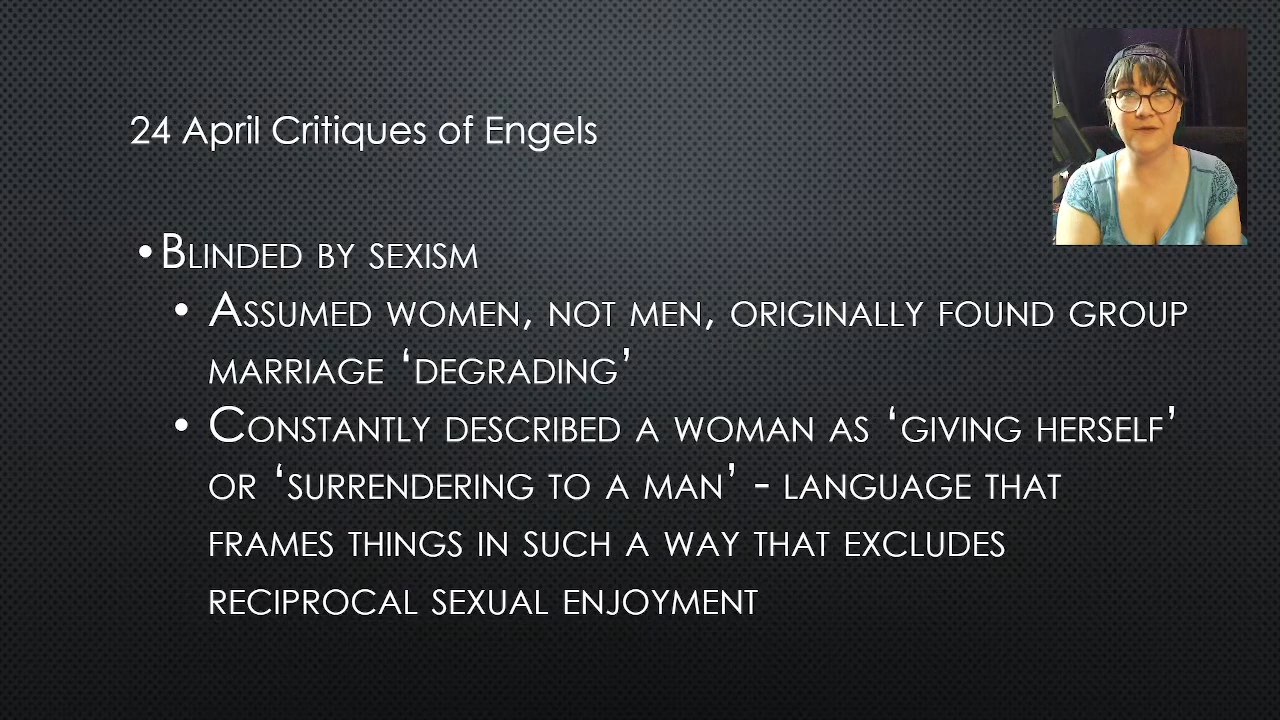 24 April Critiques of Engels
•Blinded by sexism
• Assumed women, not men, originally found group
marriage ‘degrading’
• Constantly described a woman as ‘giving herself’
or ‘surrendering to a man’ - language that
frames things in such a way that excludes
reciprocal sexual enjoyment